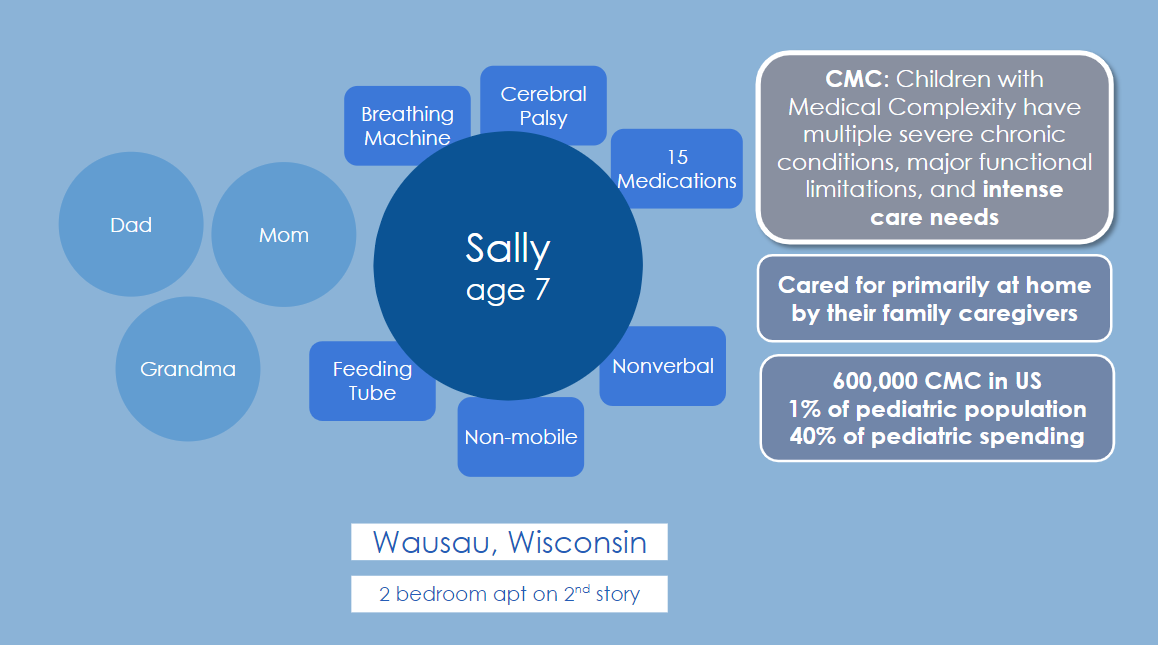 Breathing
Machine
Cerebral
Palsy
15
Medications
Dad
Mom
Sally
age 7
Grandma
Feeding
Tube
Non-mobile
Nonverbal
CMC: Children with
Medical Complexity have
multiple severe chronic
conditions, major functional
limitations, and intense
care needs
Cared for primarily at home
by their family caregivers
600,000 CMC in US
1% of pediatric population
40% of pediatric spending
Wausau, Wisconsin
2 bedroom apt on 2nd story